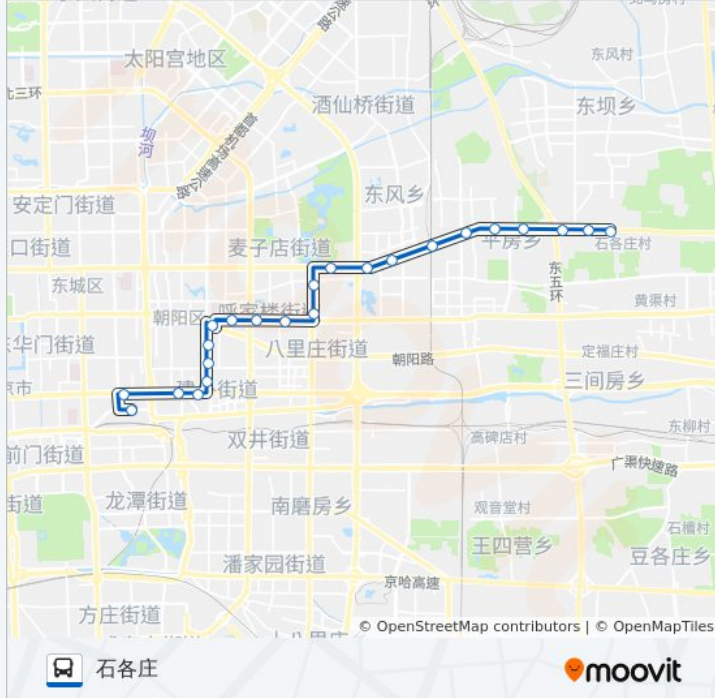 太阳宫地区
东风村
北三环
酒仙桥街道
东坝乡
坝河
首都机场高速公路
东风乡
安定门街道
口街道
麦子店街道
平房乡
石各庄村
东五环
东城区
黄渠村
朝阳区
呼家楼街道
东华门街道
八里庄街道
朝阳路
定福庄村
三间房乡
京市
建外街道
双井街道
高碑店村
东柳村
前门街道
广渠快速路
街道
龙潭街道
南磨房乡
观音堂村
王四营乡
石槽村
豆各庄乡
潘家园街道
京哈高速
方庄街道
© OpenStreetMap contributors | © OpenMapTiles
石各庄
moovit